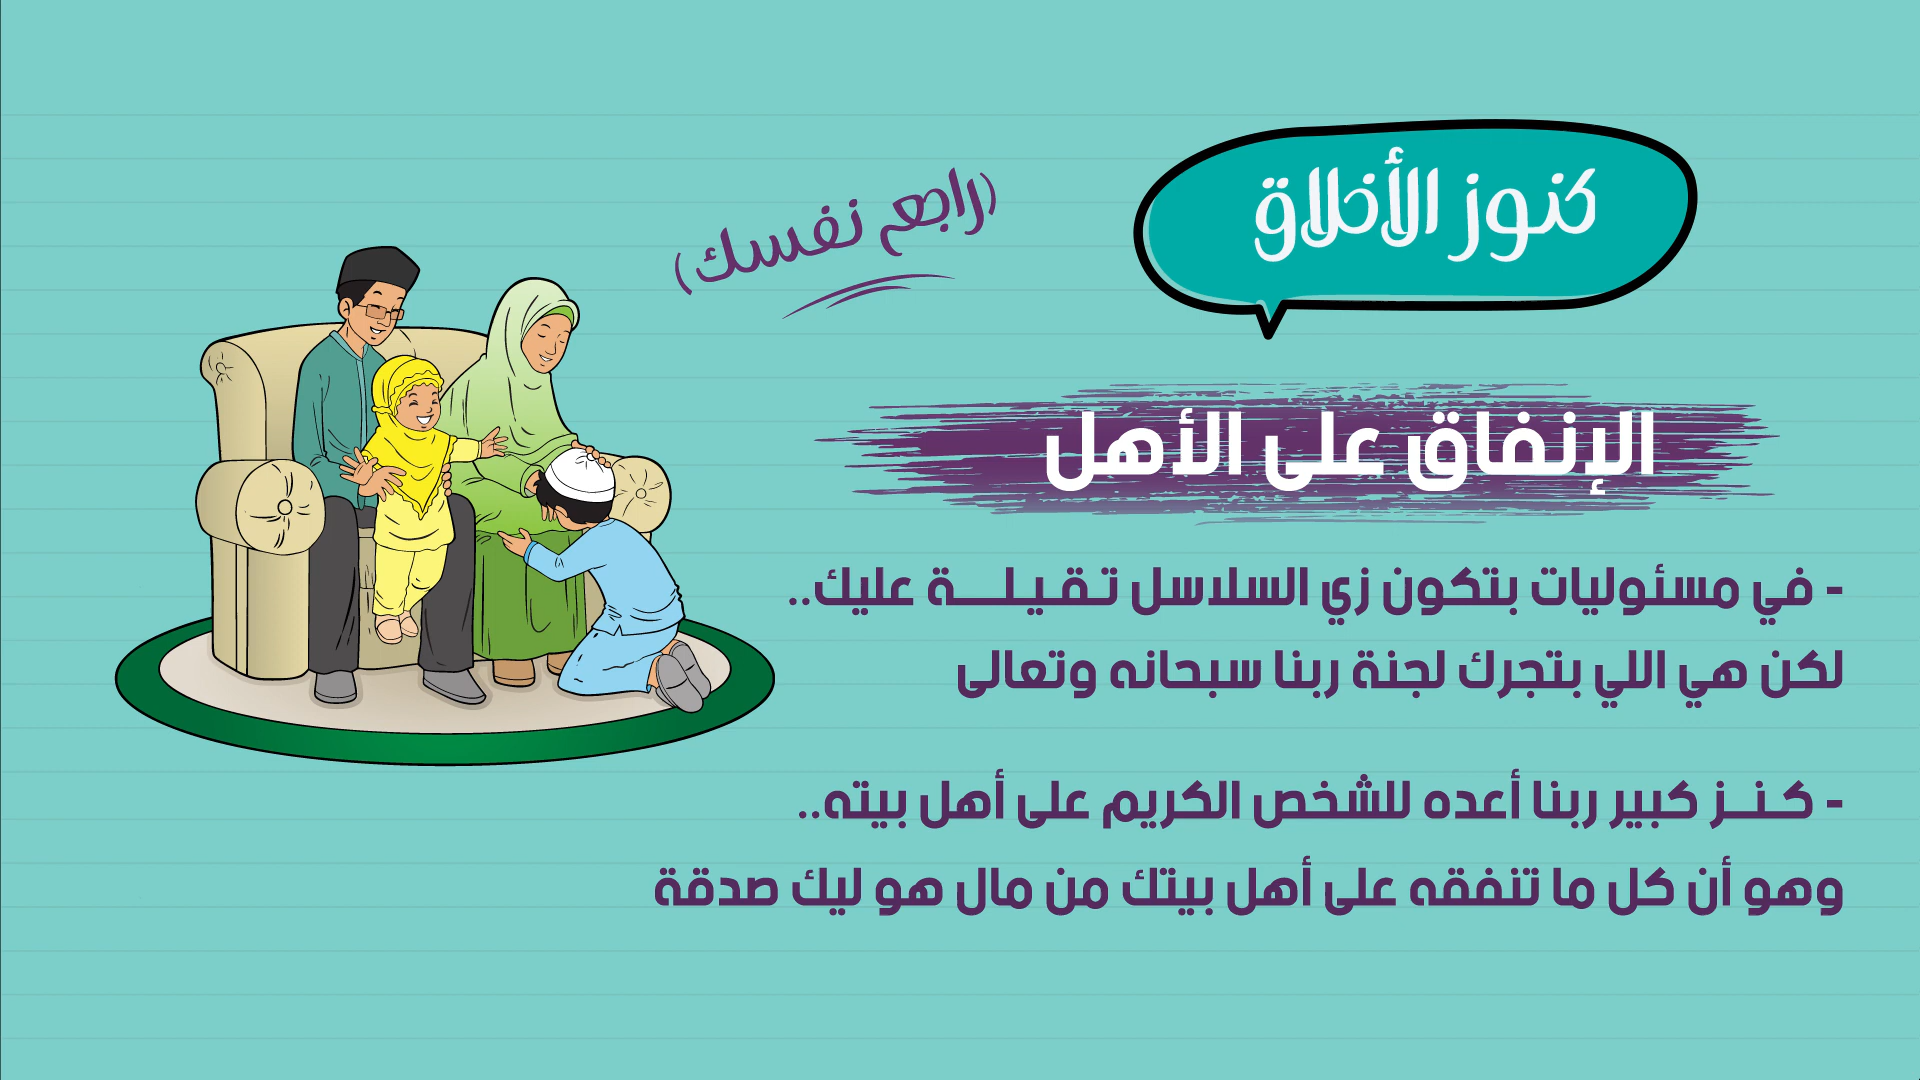 كنوز الأخلاق
(راجع نفسك)
الإنفاق على الأهل
- في مسئوليات بتكون زي السلاسل تـقـيـلـــة عليك..
لكن هي اللي بتجرك لجنة ربنا سبحانه وتعالى
- كـنــز كبير ربنا أعده للشخص الكريم على أهل بيته..
وهو أن كل ما تنفقه على أهل بيتك من مال هو ليك صدقة